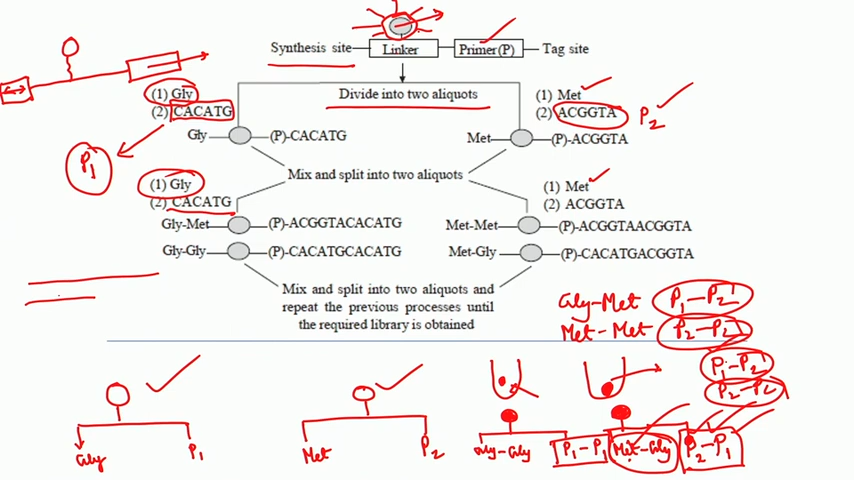 Synthesis site Linker Primer(P) Tag site
Divide into two aliquots
(1) Gly
(2) CACATG
(1) Met
(2) ACGGTA
P2
Gly (P)-CACATG
Met (P)-ACGGTA
P1
Mix and split into two aliquots
(1) Gly
(2) CACATG
(1) Met
(2) ACGGTA
Gly-Met (P)-ACGGTACACATG
Met-Met (P)-ACGGTAACGGTA
Gly-Gly (P)-CACATGCACATG
Met-Gly (P)-CACATGACGGTA
Mix and split into two aliquots and
repeat the previous processes until
the required library is obtained
Gly-Met P1-P2
Met-Met P2-P2
P1-P2
P2-P2
Gly P1
Met P2
Gly-Gly P1-P1
Met-Gly P2-P1